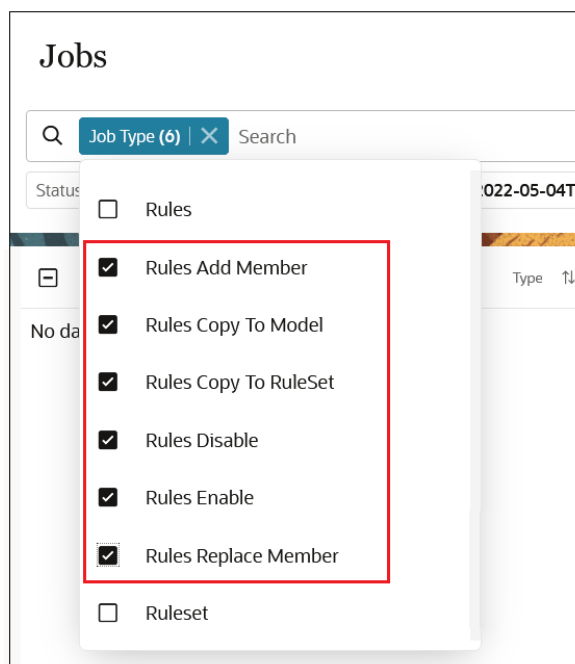 Jobs
Job Type (6) Search
Status
2022-05-04T
Rules
Rules Add Member
Type
Rules Copy To Model
No da
Rules Copy To RuleSet
Rules Disable
Rules Enable
Rules Replace Member
Ruleset